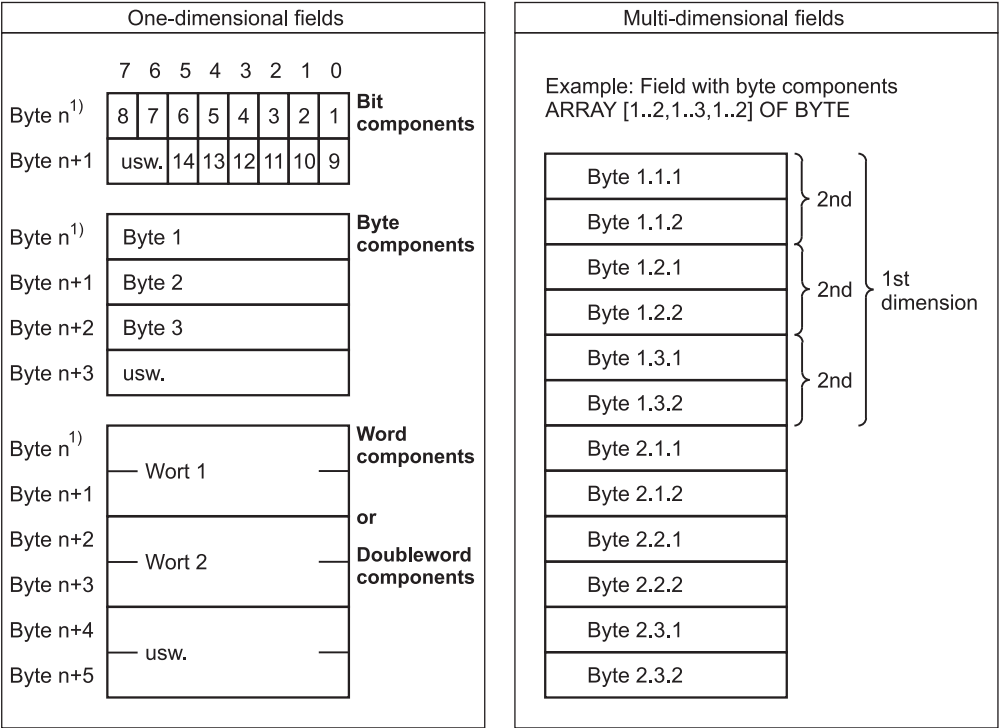 One-dimensional fields
7 6 5 4 3 2 1 0
Byte n1) 8 7 6 5 4 3 2 1 Bit components
Byte n+1 usw. 14 13 12 11 10 9
Byte n1) Byte 1 Byte components
Byte n+1 Byte 2
Byte n+2 Byte 3
Byte n+3 usw.
Byte n1) Word components
Wort 1
Byte n+1
or
Byte n+2
Wort 2 Doubleword components
Byte n+3
Byte n+4
usw.
Byte n+5
Multi-dimensional fields
Example: Field with byte components
ARRAY [1..2,1..3,1..2] OF BYTE
Byte 1.1.1
2nd
Byte 1.1.2
Byte 1.2.1
2nd
1st dimension
Byte 1.2.2
Byte 1.3.1
2nd
Byte 1.3.2
Byte 2.1.1
Byte 2.1.2
Byte 2.2.1
Byte 2.2.2
Byte 2.3.1
Byte 2.3.2